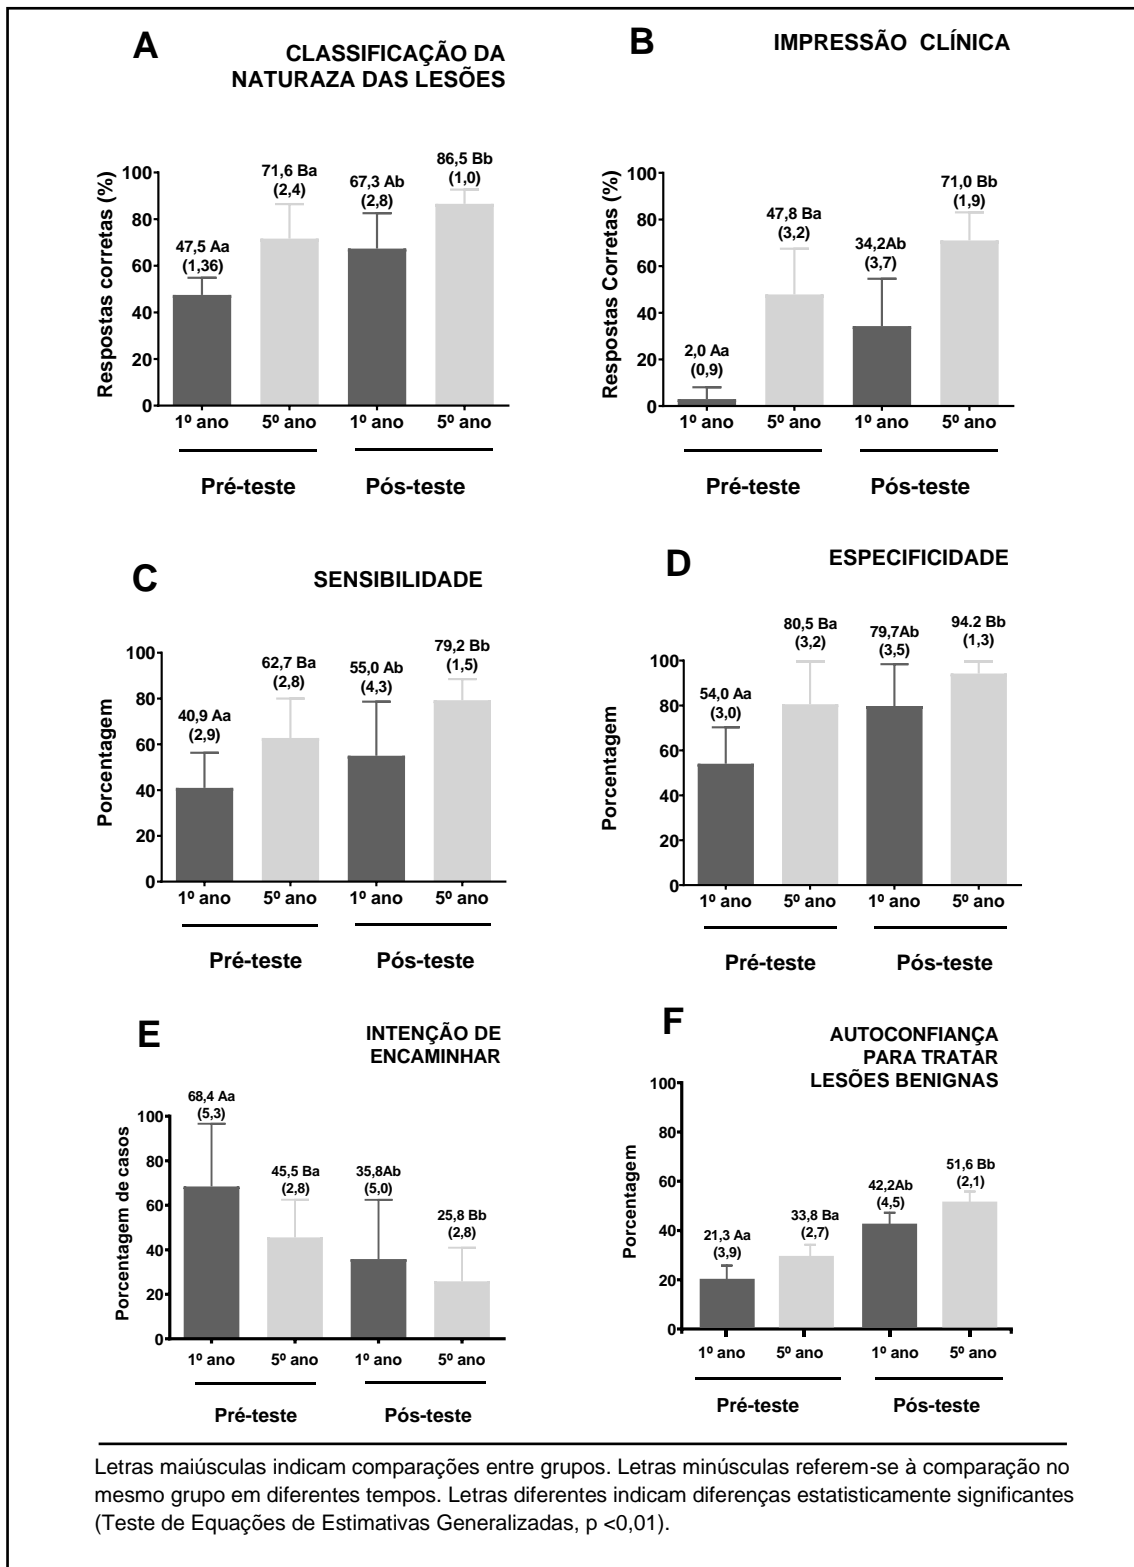 A
CLASSIFICAÇÃO DA
NATURAZA DAS LESÕES
Respostas corretas (%)
100
80
60
40
20
0
47,5 Aa
(1,36)
71,6 Ba
(2,4)
67,3 Ab
(2,8)
86,5 Bb
(1,0)
1º ano 5º ano 1º ano 5º ano
Pré-teste Pós-teste
B
IMPRESSÃO CLÍNICA
Respostas Corretas (%)
100
80
60
40
20
0
2,0 Aa
(0,9)
47,8 Ba
(3,2)
34,2Ab
(3,7)
71,0 Bb
(1,9)
1º ano 5º ano 1º ano 5º ano
Pré-teste Pós-teste
C
SENSIBILIDADE
Porcentagem
100
80
60
40
20
0
40,9 Aa
(2,9)
62,7 Ba
(2,8)
55,0 Ab
(4,3)
79,2 Bb
(1,5)
1º ano 5º ano 1º ano 5º ano
Pré-teste Pós-teste
D
ESPECIFICIDADE
Porcentagem
100
80
60
40
20
0
54,0 Aa
(3,0)
80,5 Ba
(3,2)
79,7Ab
(3,5)
94.2 Bb
(1,3)
1º ano 5º ano 1º ano 5º ano
Pré-teste Pós-teste
E
INTENÇÃO DE
ENCAMINHAR
Porcentagem de casos
100
80
60
40
20
0
68,4 Aa
(5,3)
45,5 Ba
(2,8)
35,8Ab
(5,0)
25,8 Bb
(2,8)
1º ano 5º ano 1º ano 5º ano
Pré-teste Pós-teste
F
AUTOCONFIANÇA
PARA TRATAR
LESÕES BENIGNAS
Porcentagem
100
80
60
40
20
0
21,3 Aa
(3,9)
33,8 Ba
(2,7)
42,2Ab
(4,5)
51,6 Bb
(2,1)
1º ano 5º ano 1º ano 5º ano
Pré-teste Pós-teste
Letras maiúsculas indicam comparações entre grupos. Letras minúsculas referem-se à comparação no
mesmo grupo em diferentes tempos. Letras diferentes indicam diferenças estatisticamente significantes
(Teste de Equações de Estimativas Generalizadas, p <0,01).